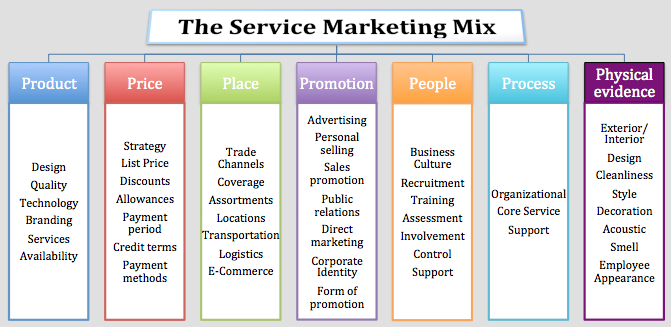 The Service Marketing Mix
Product
Design
Quality
Technology
Branding
Services
Availability
Price
Strategy
List Price
Discounts
Allowances
Payment
period
Credit terms
Payment
methods
Place
Trade
Channels
Coverage
Assortments
Locations
Transportation
Logistics
E-Commerce
Promotion
Advertising
Personal
selling
Sales
promotion
Public
relations
Direct
marketing
Corporate
Identity
Form of
promotion
People
Business
Culture
Recruitment
Training
Assessment
Involvement
Control
Support
Process
Organizational
Core Service
Support
Physical
evidence
Exterior/
Interior
Design
Cleanliness
Style
Decoration
Acoustic
Smell
Employee
Appearance